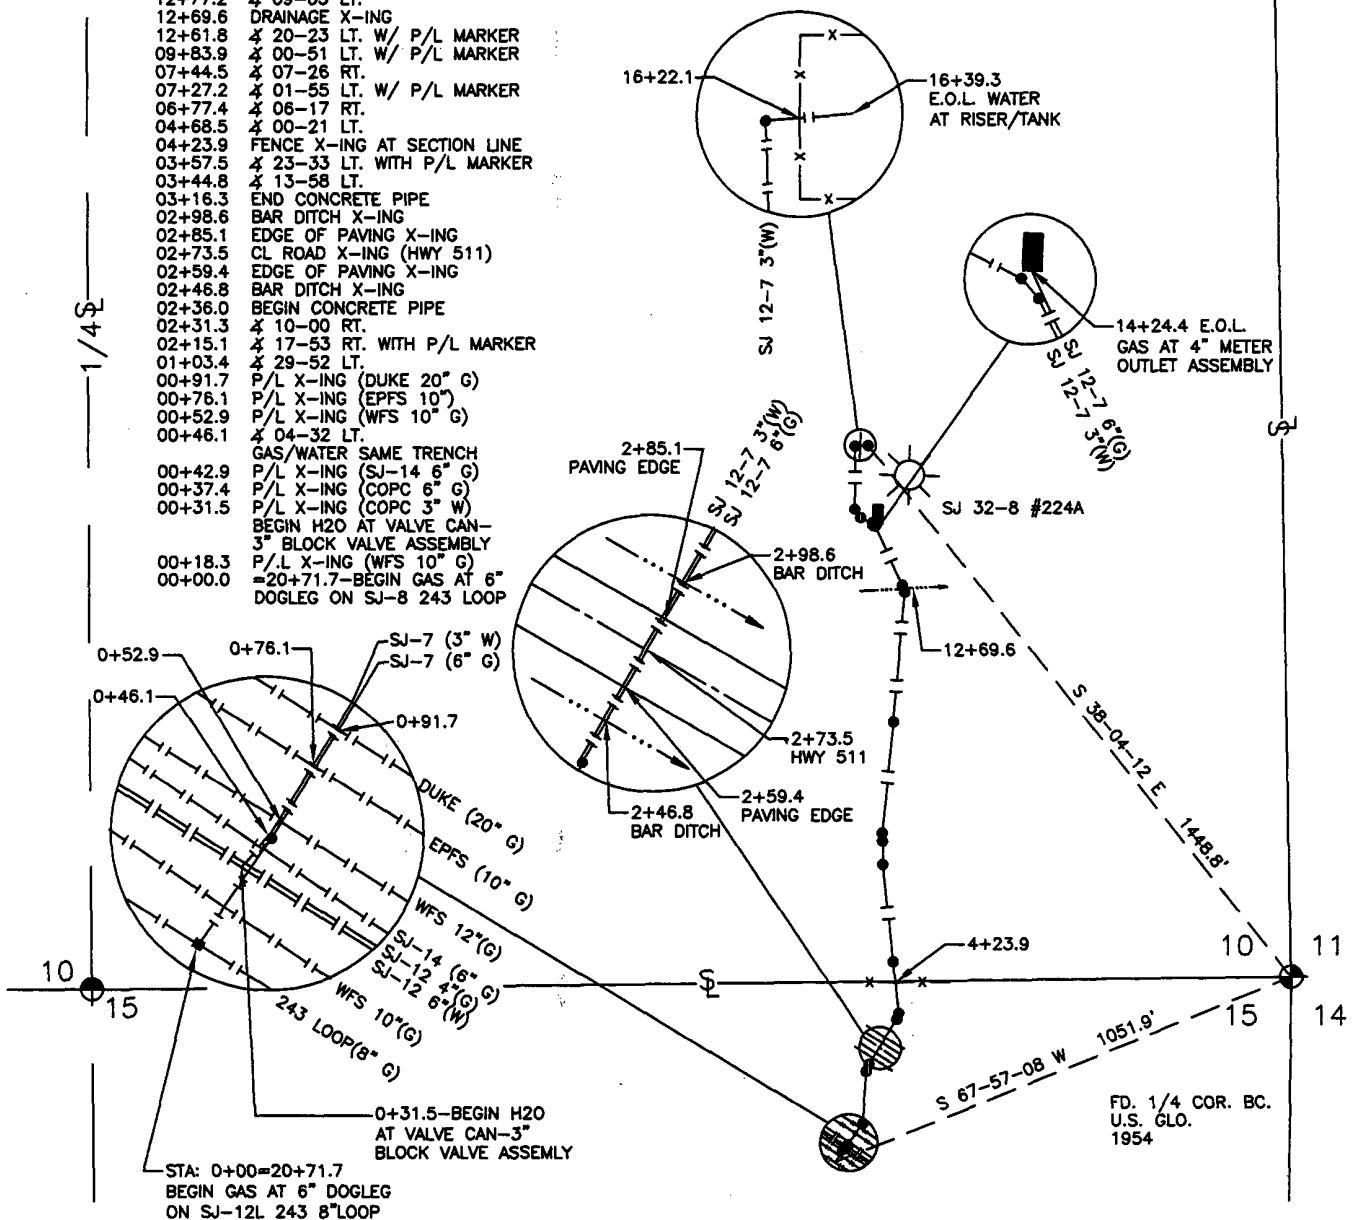 12+77.2 ∡ 09-05 LT.
12+69.6 DRAINAGE X-ING
12+61.8 ∡ 20-23 LT. W/ P/L MARKER
09+83.9 ∡ 00-51 LT. W/ P/L MARKER
07+44.5 ∡ 07-26 RT.
07+27.2 ∡ 01-55 LT. W/ P/L MARKER
06+77.4 ∡ 06-17 RT.
04+68.5 ∡ 00-21 LT.
04+23.9 FENCE X-ING AT SECTION LINE
03+57.5 ∡ 23-33 LT. WITH P/L MARKER
03+44.8 ∡ 13-58 LT.
03+16.3 END CONCRETE PIPE
02+98.6 BAR DITCH X-ING
02+85.1 EDGE OF PAVING X-ING
02+73.5 CL ROAD X-ING (HWY 511)
02+59.4 EDGE OF PAVING X-ING
02+46.8 BAR DITCH X-ING
02+36.0 BEGIN CONCRETE PIPE
02+31.3 ∡ 10-00 RT.
02+15.1 ∡ 17-53 RT. WITH P/L MARKER
01+03.4 ∡ 29-52 LT.
00+91.7 P/L X-ING (DUKE 20" G)
00+76.1 P/L X-ING (EPFS 10")
00+52.9 P/L X-ING (WFS 10" G)
00+46.1 ∡ 04-32 LT.
GAS/WATER SAME TRENCH
00+42.9 P/L X-ING (SJ-14 6" G)
00+37.4 P/L X-ING (COPC 6" G)
00+31.5 P/L X-ING (COPC 3" W)
BEGIN H2O AT VALVE CAN-
3" BLOCK VALVE ASSEMBLY
00+18.3 P/.L X-ING (WFS 10" G)
00+00.0 =20+71.7-BEGIN GAS AT 6"
DOGLEG ON SJ-8 243 LOOP
1/4 SL
16+22.1
16+39.3
E.O.L. WATER
AT RISER/TANK
SJ 12-7 3"(W)
14+24.4 E.O.L.
GAS AT 4" METER
OUTLET ASSEMBLY
SJ 12-7 6"(G)
SJ 12-7 3"(W)
SL
SJ 32-8 #224A
2+85.1
PAVING EDGE
SJ 12-7 3"(W)
SJ 12-7 6"(G)
2+98.6
BAR DITCH
2+73.5
HWY 511
2+59.4
PAVING EDGE
2+46.8
BAR DITCH
12+69.6
S 38-04-12 E
1448.8'
0+52.9
0+76.1
0+46.1
SJ-7 (3" W)
SJ-7 (6" G)
0+91.7
DUKE (20" G)
EPFS (10" G)
WFS 12"(G)
SJ-14 (6" G)
SJ-12 4"(G)
SJ-12 6"(W)
WFS 10"(G)
243 LOOP(8" G)
4+23.9
SL
10
15
10
11
15
14
S 67-57-08 W
1051.9'
FD. 1/4 COR. BC.
U.S. GLO.
1954
0+31.5-BEGIN H2O
AT VALVE CAN-3"
BLOCK VALVE ASSEMLY
STA: 0+00=20+71.7
BEGIN GAS AT 6" DOGLEG
ON SJ-12L 243 8"LOOP